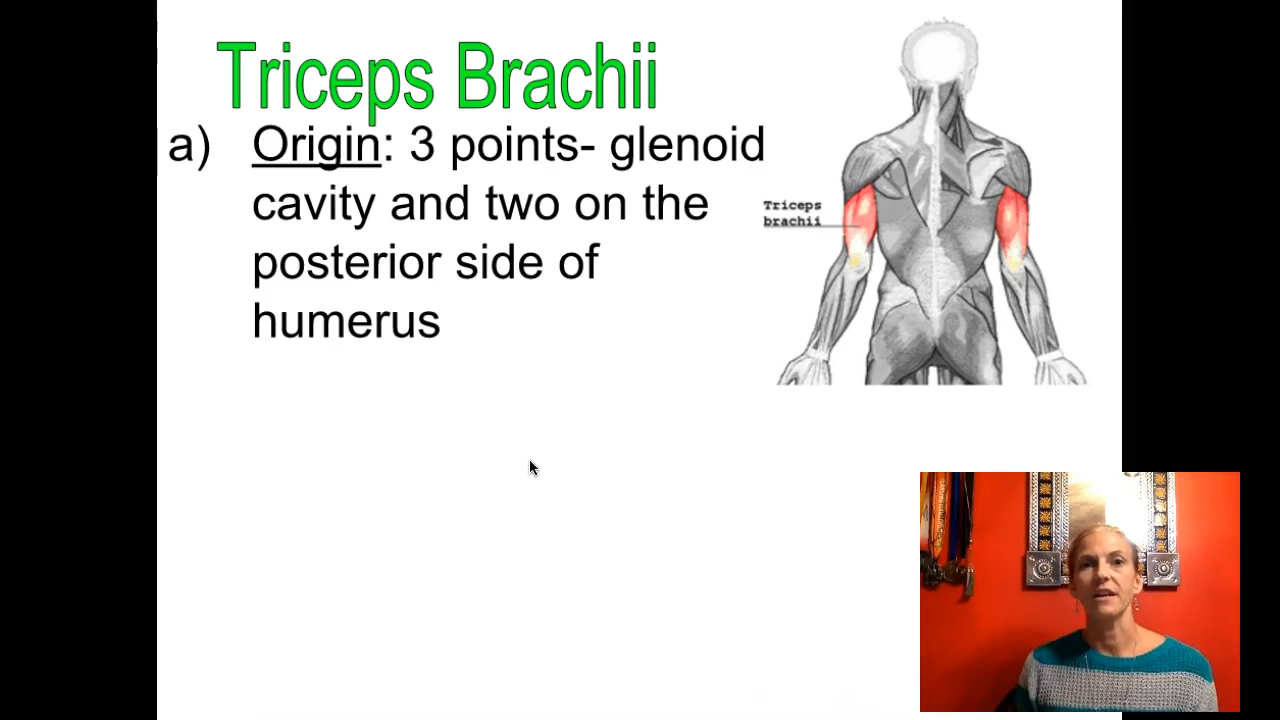 Triceps Brachii
a) Origin: 3 points- glenoid
cavity and two on the
posterior side of
humerus
Triceps
brachii